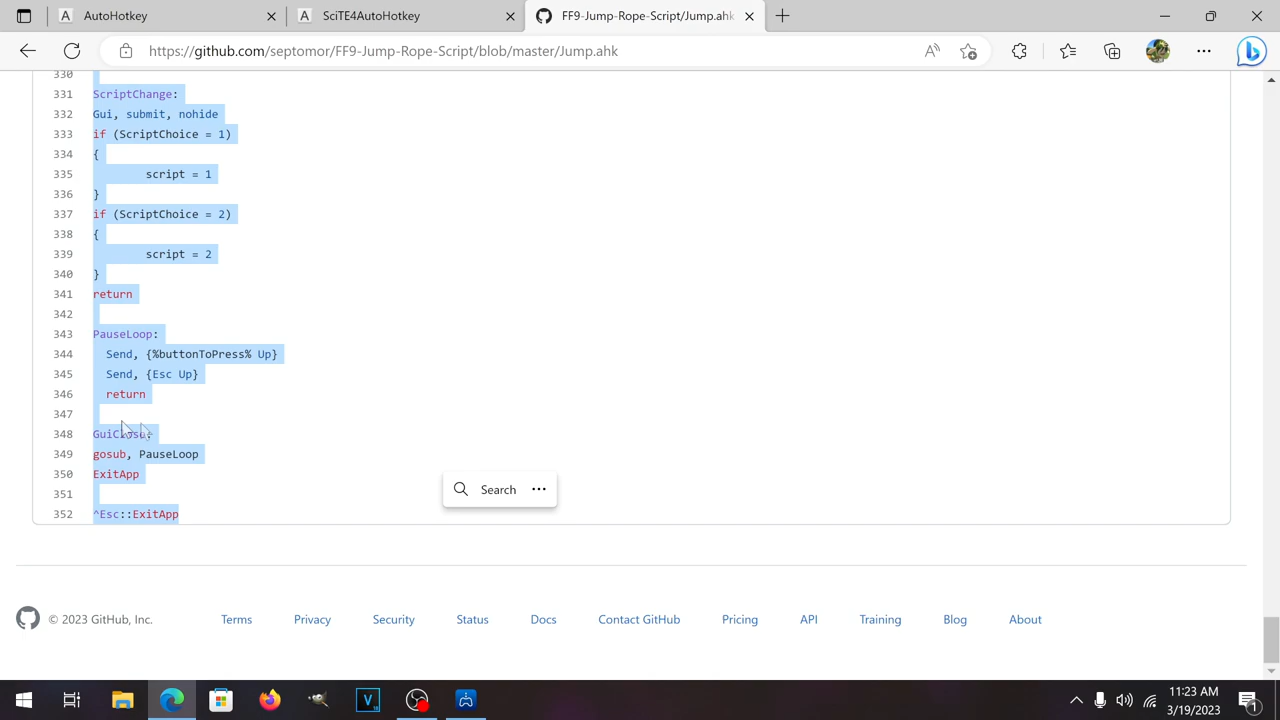 AutoHotkey
SciTE4AutoHotkey
FF9-Jump-Rope-Script/Jump.ahk
https://github.com/septomor/FF9-Jump-Rope-Script/blob/master/Jump.ahk
330
331 ScriptChange:
332 Gui, submit, nohide
333 if (ScriptChoice = 1)
334 {
335 script = 1
336 }
337 if (ScriptChoice = 2)
338 {
339 script = 2
340 }
341 return
342
343 PauseLoop:
344 Send, {%buttonToPress% Up}
345 Send, {Esc Up}
346 return
347
348 GuiClose:
349 gosub, PauseLoop
350 ExitApp
351
352 ^Esc::ExitApp
Search
© 2023 GitHub, Inc. Terms Privacy Security Status Docs Contact GitHub Pricing API Training Blog About
11:23 AM
3/19/2023